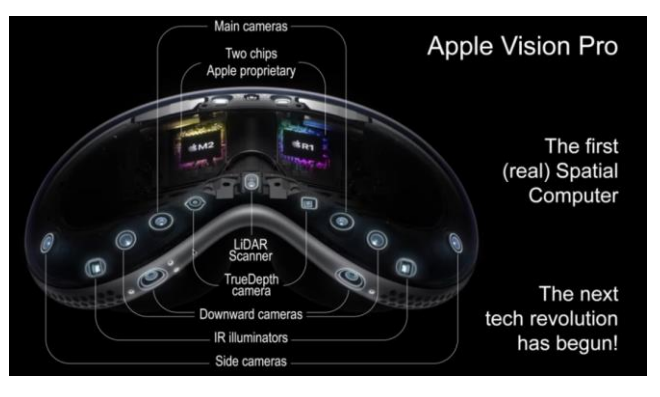 Main cameras
Two chips
Apple proprietary
Apple Vision Pro
M2
R1
The first
(real) Spatial
Computer
LiDAR
Scanner
TrueDepth
camera
Downward cameras
IR illuminators
Side cameras
The next
tech revolution
has begun!